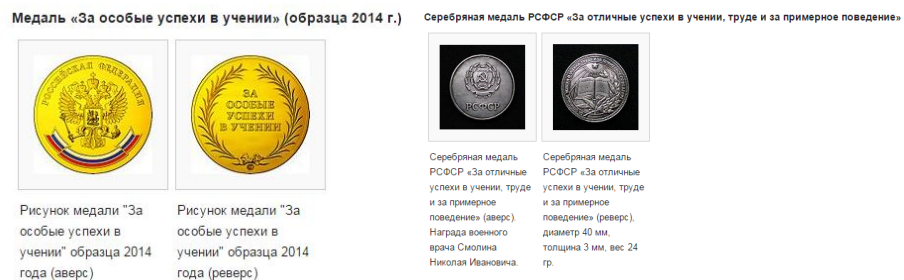 Медаль «За особые успехи в учении» (образца 2014 г.)
РОССИЙСКАЯ ФЕДЕРАЦИЯ
ЗА
ОСОБЫЕ
УСПЕХИ
В УЧЕНИИ
Рисунок медали "За
особые успехи в
учении" образца 2014
года (аверс)
Рисунок медали "За
особые успехи в
учении" образца 2014
года (реверс)
Серебряная медаль РСФСР «За отличные успехи в учении, труде и за примерное поведение»
РСФСР
Серебряная медаль
РСФСР «За отличные
успехи в учении, труде
и за примерное
поведение» (аверс).
Награда военного
врача Смолина
Николая Ивановича.
Серебряная медаль
РСФСР «За отличные
успехи в учении, труде
и за примерное
поведение» (реверс),
диаметр 40 мм,
толщина 3 мм, вес 24
гр.